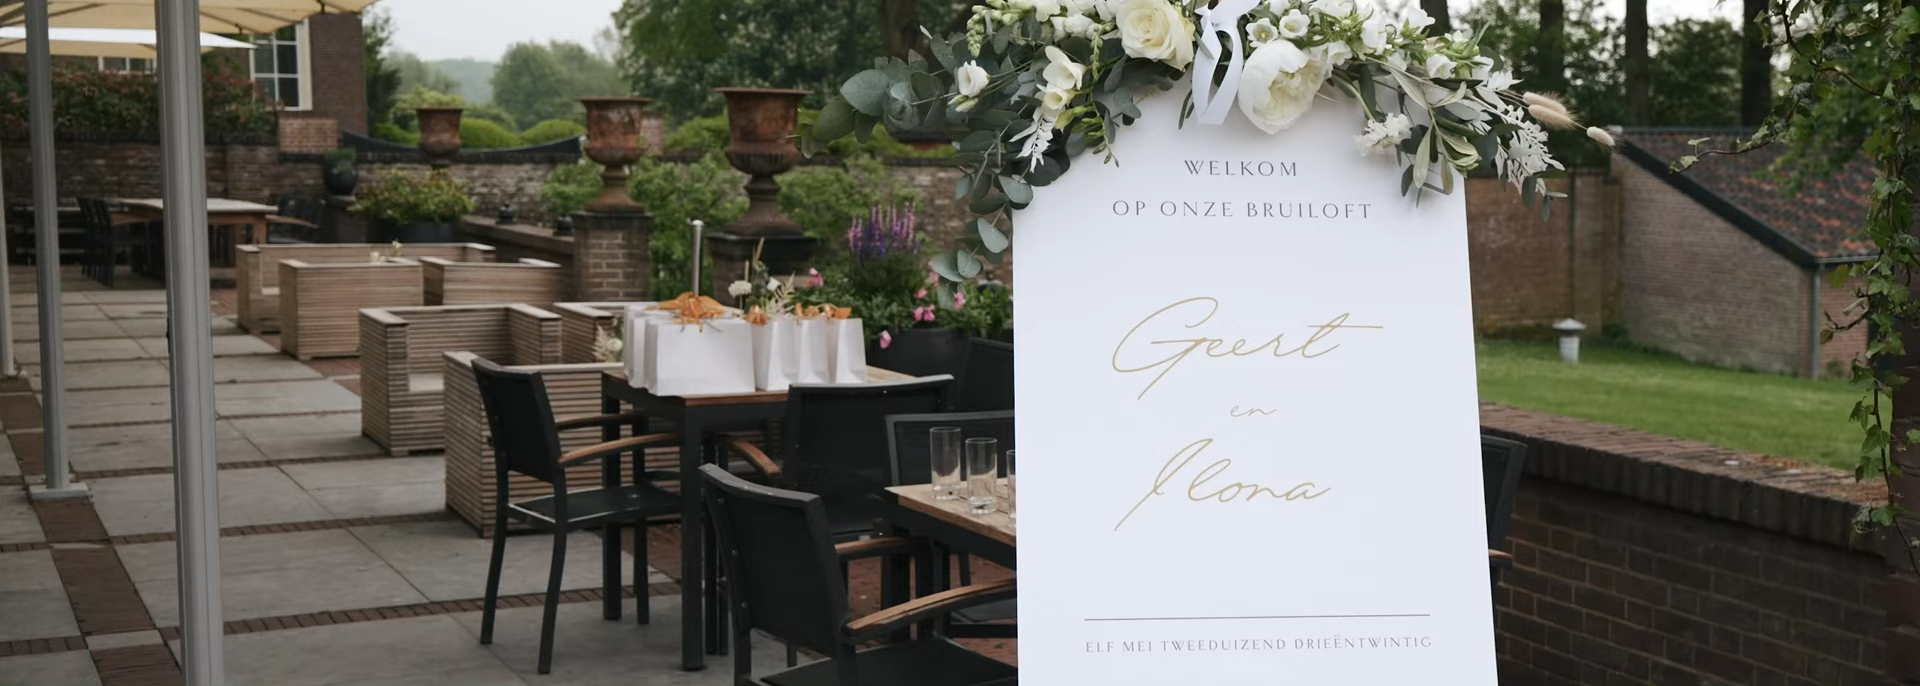 WELKOM
OP ONZE BRUILOFT
Geert
en
Ilona
ELF MEI TWEEDUIZEND DRIEËNTWINTIG